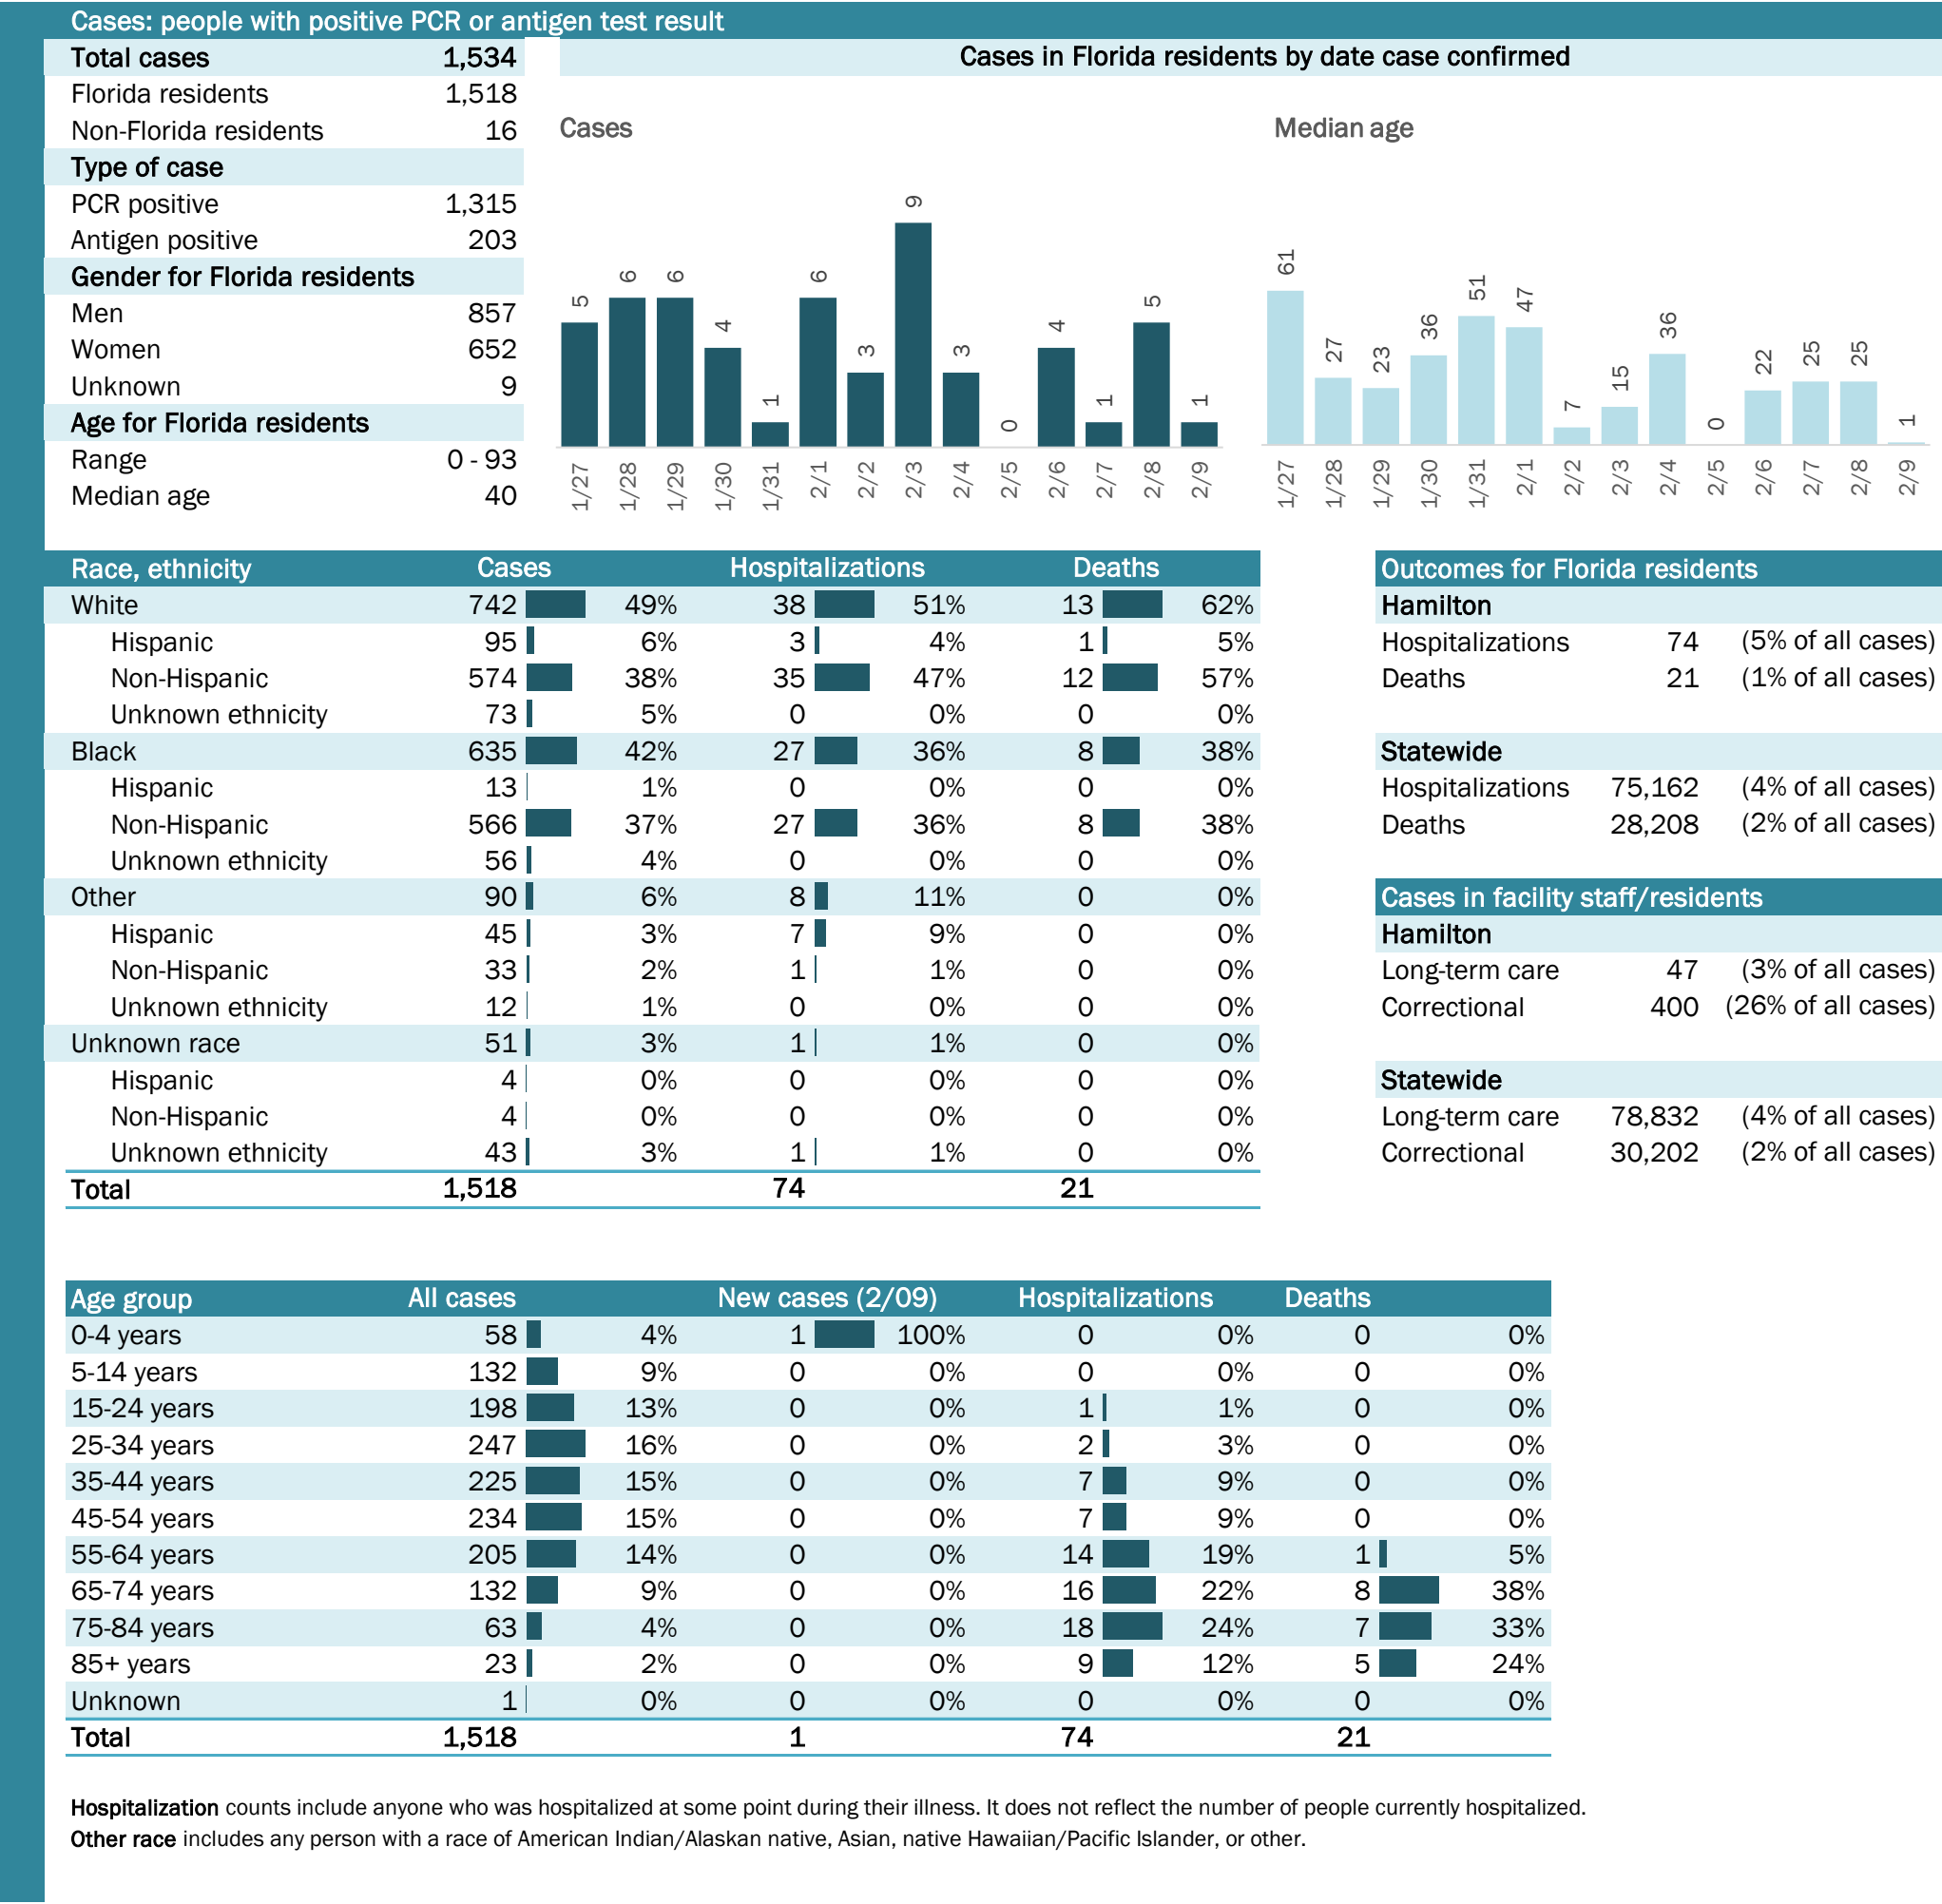 Cases: people with positive PCR or antigen test result
Total cases 1,534
Florida residents 1,518
Non-Florida residents 16
Type of case
PCR positive 1,315
Antigen positive 203
Gender for Florida residents
Men 857
Women 652
Unknown 9
Age for Florida residents
Range 0 - 93
Median age 40
Cases in Florida residents by date case confirmed
Cases
5 6 6 4 1 6 3 9 3 0 4 1 5 1
1/27 1/28 1/29 1/30 1/31 2/1 2/2 2/3 2/4 2/5 2/6 2/7 2/8 2/9
Median age
61 27 23 36 51 47 7 15 36 0 22 25 25 1
1/27 1/28 1/29 1/30 1/31 2/1 2/2 2/3 2/4 2/5 2/6 2/7 2/8 2/9
Race, ethnicity Cases Hospitalizations Deaths
White 742 49% 38 51% 13 62%
Hispanic 95 6% 3 4% 1 5%
Non-Hispanic 574 38% 35 47% 12 57%
Unknown ethnicity 73 5% 0 0% 0 0%
Black 635 42% 27 36% 8 38%
Hispanic 13 1% 0 0% 0 0%
Non-Hispanic 566 37% 27 36% 8 38%
Unknown ethnicity 56 4% 0 0% 0 0%
Other 90 6% 8 11% 0 0%
Hispanic 45 3% 7 9% 0 0%
Non-Hispanic 33 2% 1 1% 0 0%
Unknown ethnicity 12 1% 0 0% 0 0%
Unknown race 51 3% 1 1% 0 0%
Hispanic 4 0% 0 0% 0 0%
Non-Hispanic 4 0% 0 0% 0 0%
Unknown ethnicity 43 3% 1 1% 0 0%
Total 1,518 74 21
Outcomes for Florida residents
Hamilton
Hospitalizations 74 (5% of all cases)
Deaths 21 (1% of all cases)
Statewide
Hospitalizations 75,162 (4% of all cases)
Deaths 28,208 (2% of all cases)
Cases in facility staff/residents
Hamilton
Long-term care 47 (3% of all cases)
Correctional 400 (26% of all cases)
Statewide
Long-term care 78,832 (4% of all cases)
Correctional 30,202 (2% of all cases)
Age group All cases New cases (2/09) Hospitalizations Deaths
0-4 years 58 4% 1 100% 0 0% 0 0%
5-14 years 132 9% 0 0% 0 0% 0 0%
15-24 years 198 13% 0 0% 1 1% 0 0%
25-34 years 247 16% 0 0% 2 3% 0 0%
35-44 years 225 15% 0 0% 7 9% 0 0%
45-54 years 234 15% 0 0% 7 9% 0 0%
55-64 years 205 14% 0 0% 14 19% 1 5%
65-74 years 132 9% 0 0% 16 22% 8 38%
75-84 years 63 4% 0 0% 18 24% 7 33%
85+ years 23 2% 0 0% 9 12% 5 24%
Unknown 1 0% 0 0% 0 0% 0 0%
Total 1,518 1 74 21
Hospitalization counts include anyone who was hospitalized at some point during their illness. It does not reflect the number of people currently hospitalized.
Other race includes any person with a race of American Indian/Alaskan native, Asian, native Hawaiian/Pacific Islander, or other.